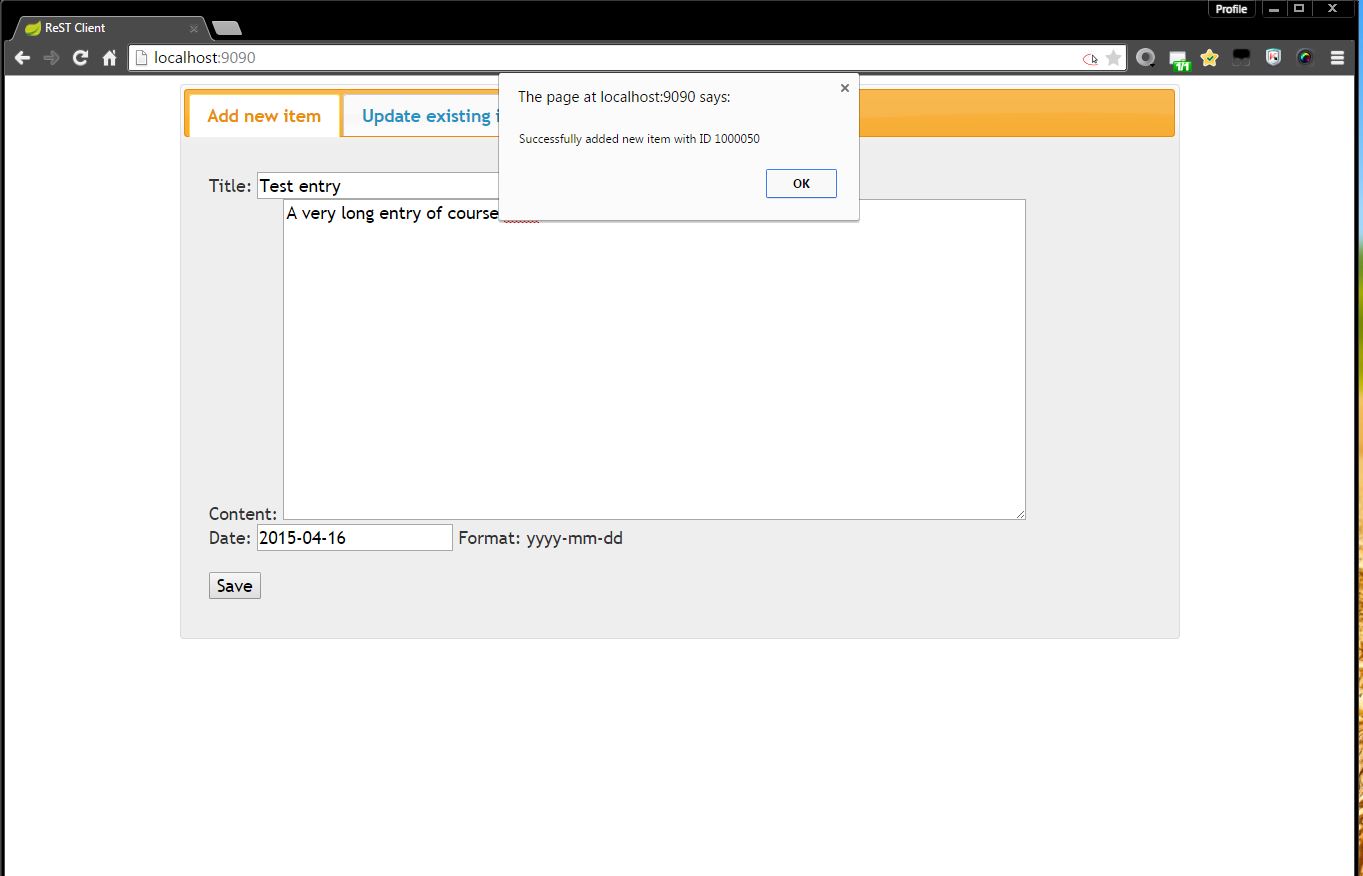 Profile
ReST Client
localhost:9090
1/1
The page at localhost:9090 says:
Successfully added new item with ID 1000050
OK
Add new item
Update existing i
Title: Test entry
A very long entry of course
Content:
Date: 2015-04-16 Format: yyyy-mm-dd
Save